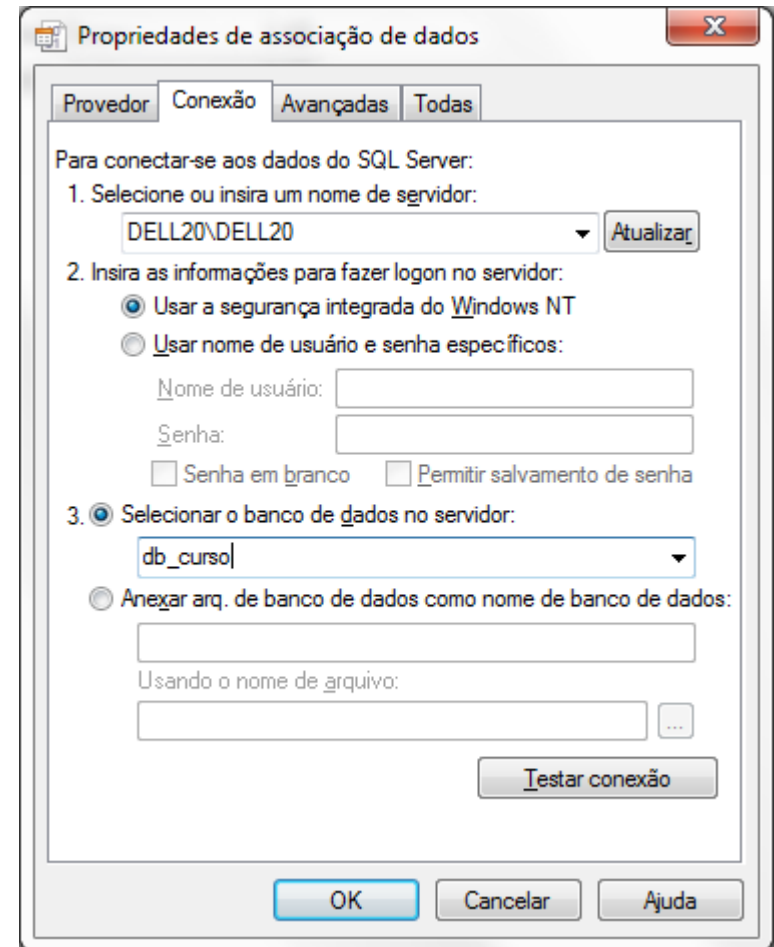 Propriedades de associação de dados
Provedor Conexão Avançadas Todas
Para conectar-se aos dados do SQL Server:
1. Selecione ou insira um nome de servidor:
DELL20\DELL20 Atualizar
2. Insira as informações para fazer logon no servidor:
Usar a segurança integrada do Windows NT
Usar nome de usuário e senha específicos:
Nome de usuário:
Senha:
Senha em branco Permitir salvamento de senha
3. Selecionar o banco de dados no servidor:
db_curso
Anexar arq. de banco de dados como nome de banco de dados:
Usando o nome de arquivo:
...
Testar conexão
OK Cancelar Ajuda